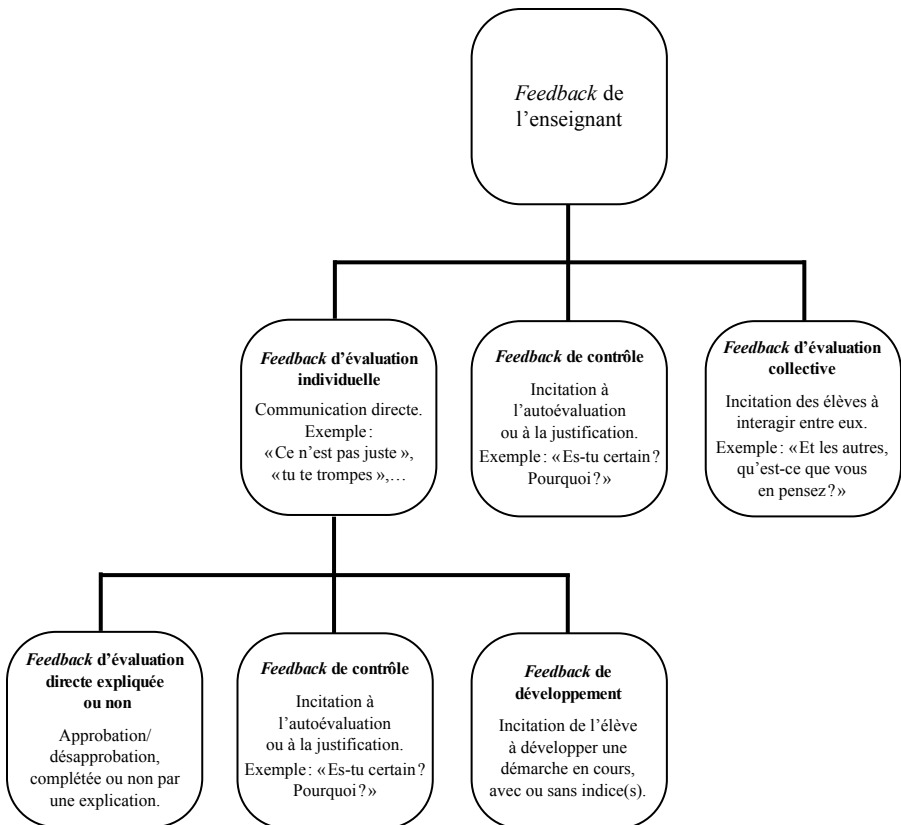 Feedback de
l’enseignant
Feedback d’évaluation
individuelle
Communication directe.
Exemple :
« Ce n’est pas juste »,
« tu te trompes »,…
Feedback de contrôle
Incitation à
l’autoévaluation
ou à la justification.
Exemple : « Es-tu certain ?
Pourquoi ? »
Feedback d’évaluation
collective
Incitation des élèves à
interagir entre eux.
Exemple : « Et les autres,
qu’est-ce que vous
en pensez ? »
Feedback d’évaluation
directe expliquée
ou non
Approbation/
désapprobation,
complétée ou non par
une explication.
Feedback de contrôle
Incitation à
l’autoévaluation
ou à la justification.
Exemple : « Es-tu certain ?
Pourquoi ? »
Feedback de
développement
Incitation de l’élève
à développer une
démarche en cours,
avec ou sans indice(s).